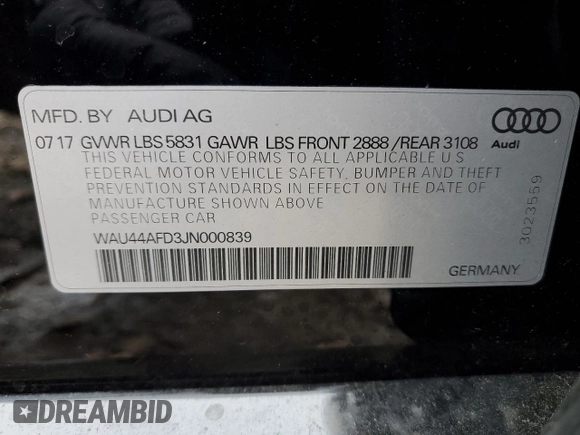 MFD. BY AUDI AG
07 17 GVWR LBS 5831 GAWR LBS FRONT 2888 /REAR 3108
Audi
THIS VEHICLE CONFORMS TO ALL APPLICABLE U S
FEDERAL MOTOR VEHICLE SAFETY, BUMPER AND THEFT
PREVENTION STANDARDS IN EFFECT ON THE DATE OF
MANUFACTURE SHOWN ABOVE
PASSENGER CAR
3023559
WAU44AFD3JN000839
GERMANY
DREAMBID